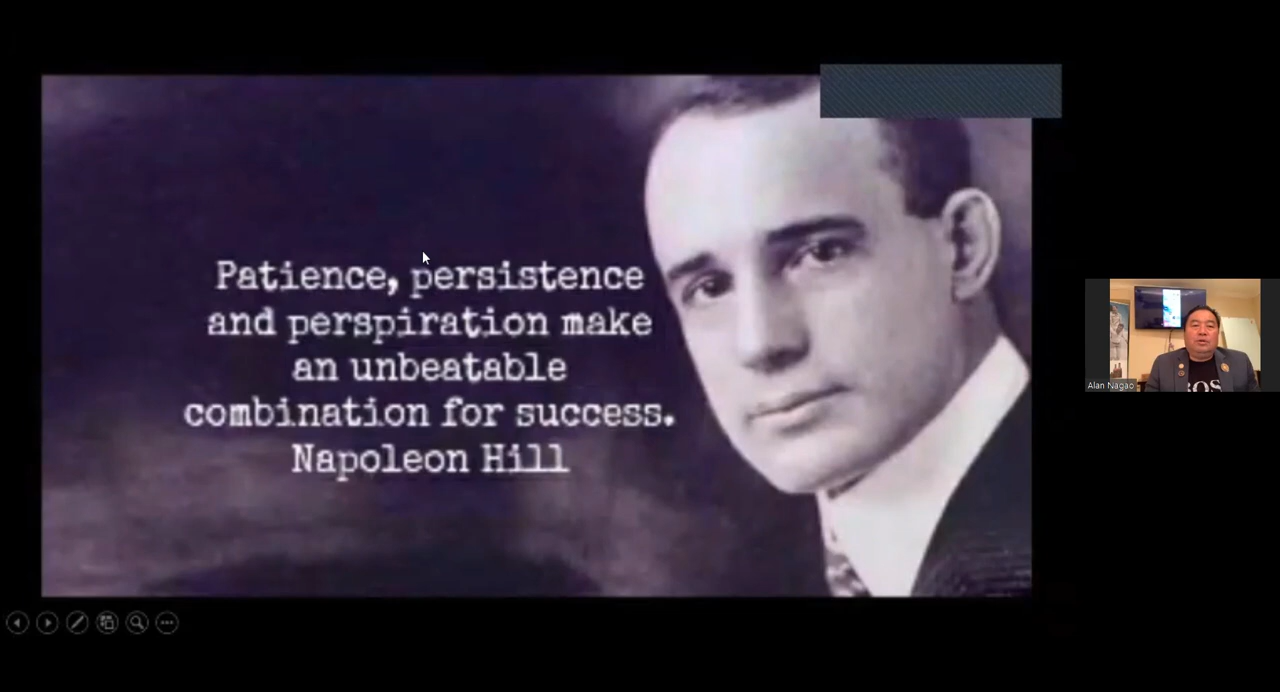 Patience, persistence
and perspiration make
an unbeatable
combination for success.
Napoleon Hill
Alan Nagao